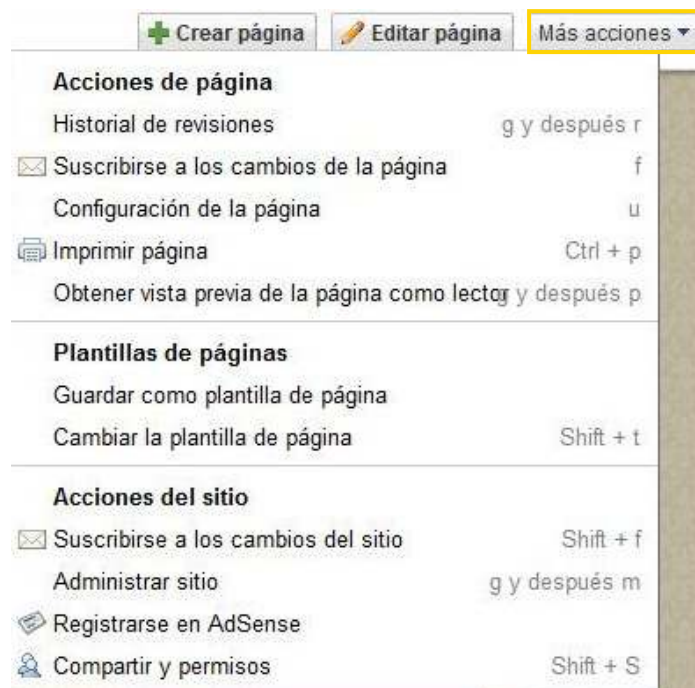 Crear página Editar página Más acciones
Acciones de página
Historial de revisiones g y después r
Suscribirse a los cambios de la página f
Configuración de la página u
Imprimir página Ctrl + p
Obtener vista previa de la página como lector g y después p
Plantillas de páginas
Guardar como plantilla de página
Cambiar la plantilla de página Shift + t
Acciones del sitio
Suscribirse a los cambios del sitio Shift + f
Administrar sitio g y después m
Registrarse en AdSense
Compartir y permisos Shift + S